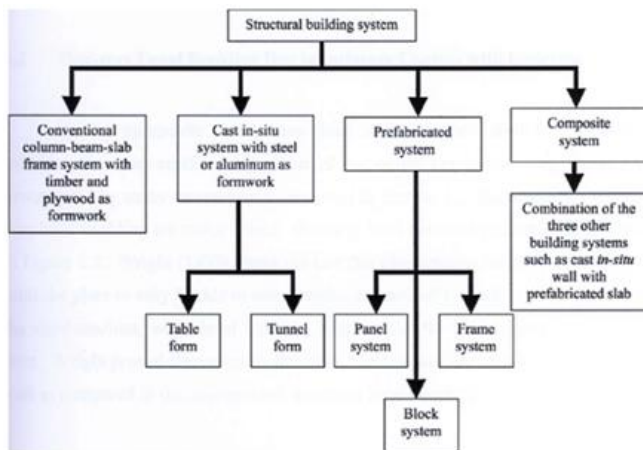 Structural building system
Conventional
column-beam-slab
frame system with
timber and
plywood as
formwork
Cast in-situ
system with steel
or aluminum as
formwork
Prefabricated
system
Composite
system
Combination of the
three other
building systems
such as cast in-situ
wall with
prefabricated slab
Table
form
Tunnel
form
Panel
system
Frame
system
Block
system